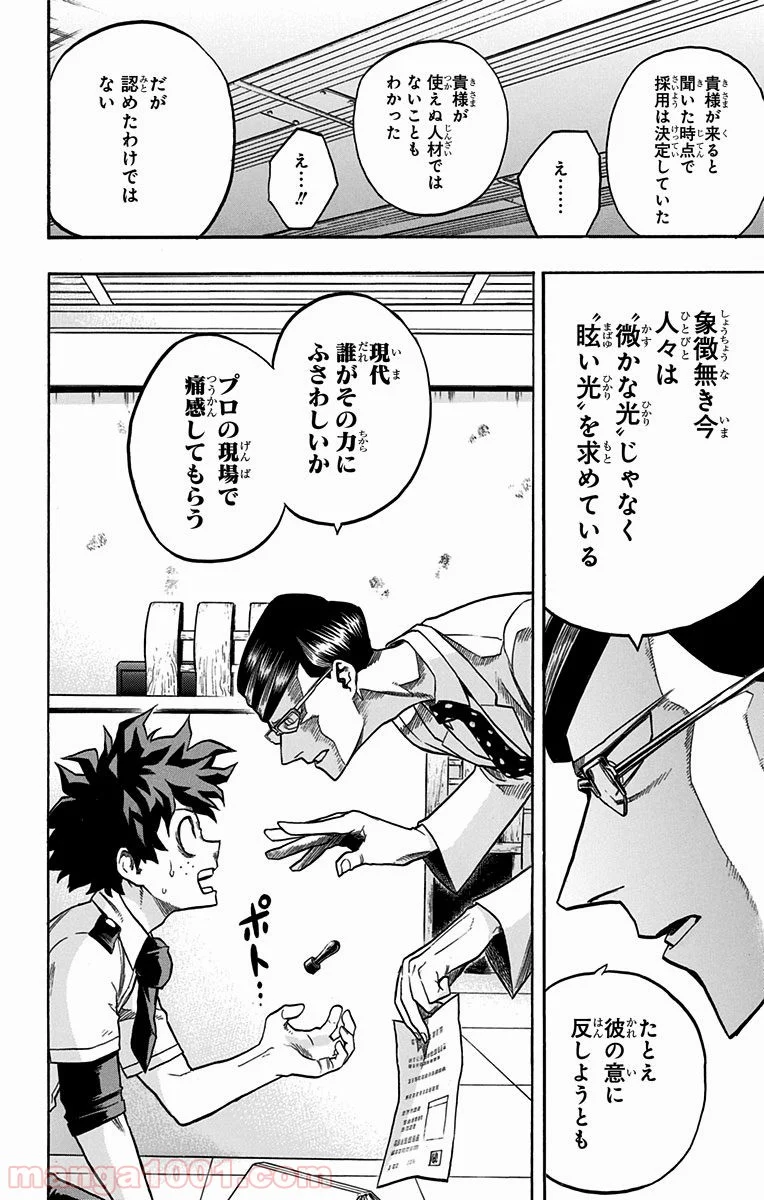 貴様が来ると
聞いた時点で
採用は決定していた
え……
貴様が
使えぬ人材では
ないことも
わかった
え…!!
だが
認めたわけでは
ない
象徴無き今
人々は
〝微かな光〟じゃなく
〝眩い光〟を求めている
たとえ
彼の意に
反しようとも
現代
誰がその力に
ふさわしいか
プロの現場で
痛感してもらう
ポト…
manga1001.com